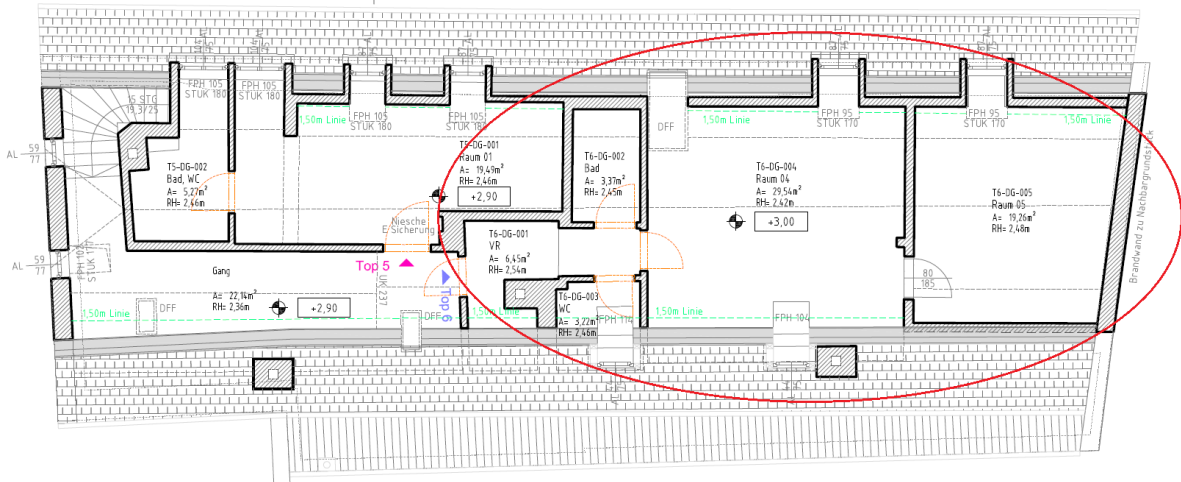 FPH 105
STUK 180
FPH 105
STUK 180
15 STG
19,3/25
AL
59
77
T5-DG-002
Bad, WC
A= 5,27m²
RH= 2,46m
1,50m Linie
FPH 105
STUK 180
FPH 105
STUK 180
T5-DG-001
Raum 01
A= 19,49m²
RH= 2,46m
+2,90
Niesche
E Sicherung
T6-DG-002
Bad
A= 3,37m²
RH= 2,45m
DFF
1,50m Linie
FPH 95
STUK 170
T6-DG-004
Raum 04
A= 29,54m²
RH= 2,42m
+3,00
FPH 95
STUK 170
1,50m Linie
T6-DG-005
Raum 05
A= 19,26m²
RH= 2,48m
Brandwand zu Nachbargrundstück
T6-DG-001
VR
A= 6,45m²
RH= 2,54m
AL
59
77
Gang
A= 22,14m²
RH= 2,36m
+2,90
DFF
1,50m Linie
Top 5
UK 237
DFF
Top 6
1,50m Linie
T6-DG-003
WC
A= 3,22m²
RH= 2,46m
FPH 114
1,50m Linie
FPH 104
80
185